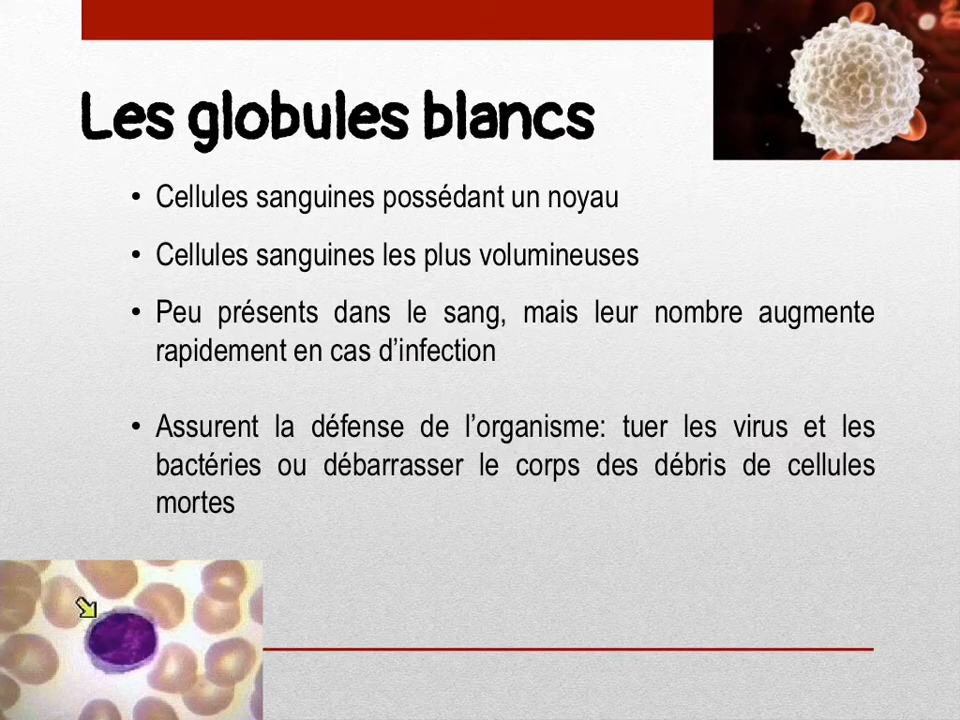 Les globules blancs
• Cellules sanguines possédant un noyau
• Cellules sanguines les plus volumineuses
• Peu présents dans le sang, mais leur nombre augmente
rapidement en cas d’infection
• Assurent la défense de l’organisme: tuer les virus et les
bactéries ou débarrasser le corps des débris de cellules
mortes